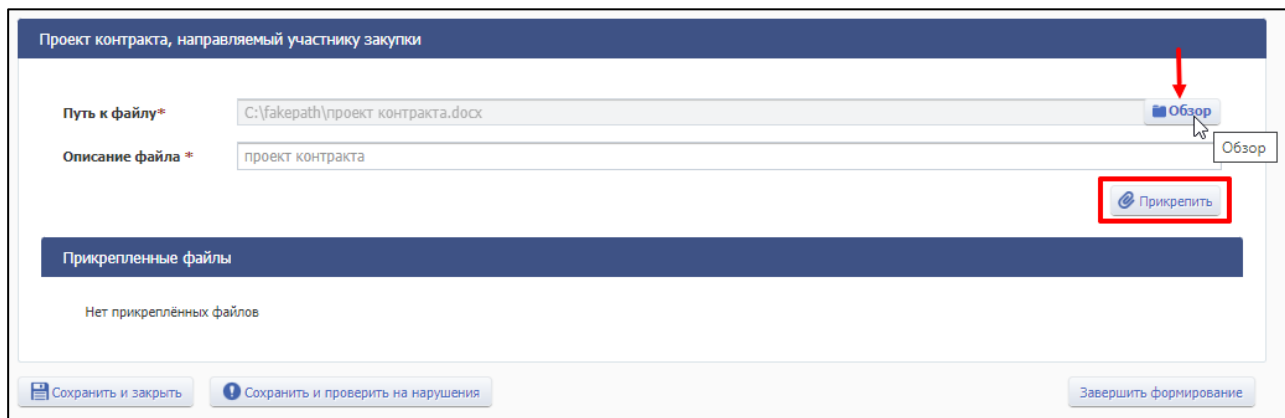 Проект контракта, направляемый участнику закупки
Путь к файлу*
C:\fakepath\проект контракта.docx
Обзор
Обзор
Описание файла *
проект контракта
Прикрепить
Прикрепленные файлы
Нет прикреплённых файлов
Сохранить и закрыть
Сохранить и проверить на нарушения
Завершить формирование